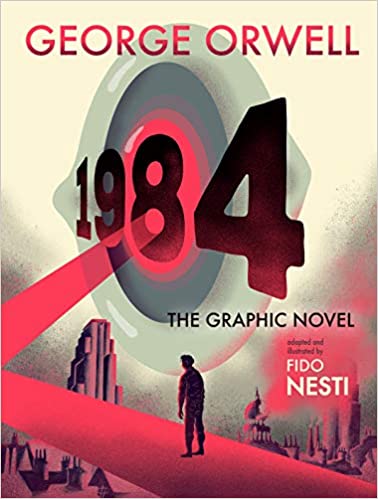 GEORGE ORWELL
1984
THE GRAPHIC NOVEL
adapted and
illustrated by
FIDO
NESTI